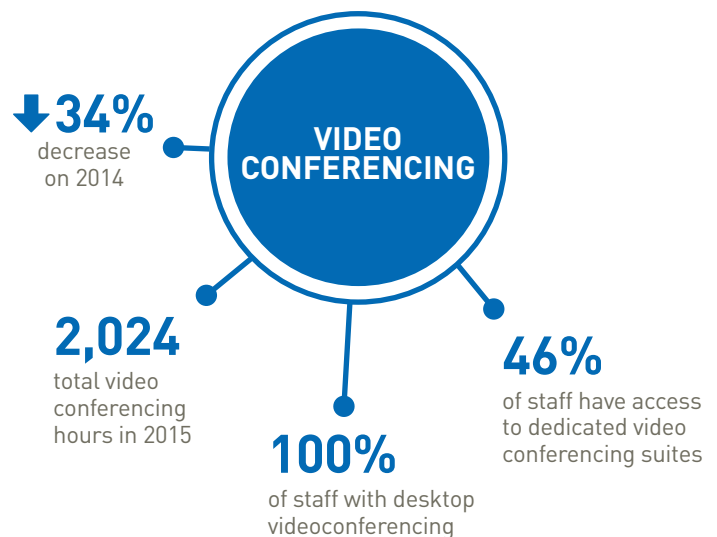 VIDEO
CONFERENCING
34%
decrease
on 2014
2,024
total video
conferencing
hours in 2015
100%
of staff with desktop
videoconferencing
46%
of staff have access
to dedicated video
conferencing suites